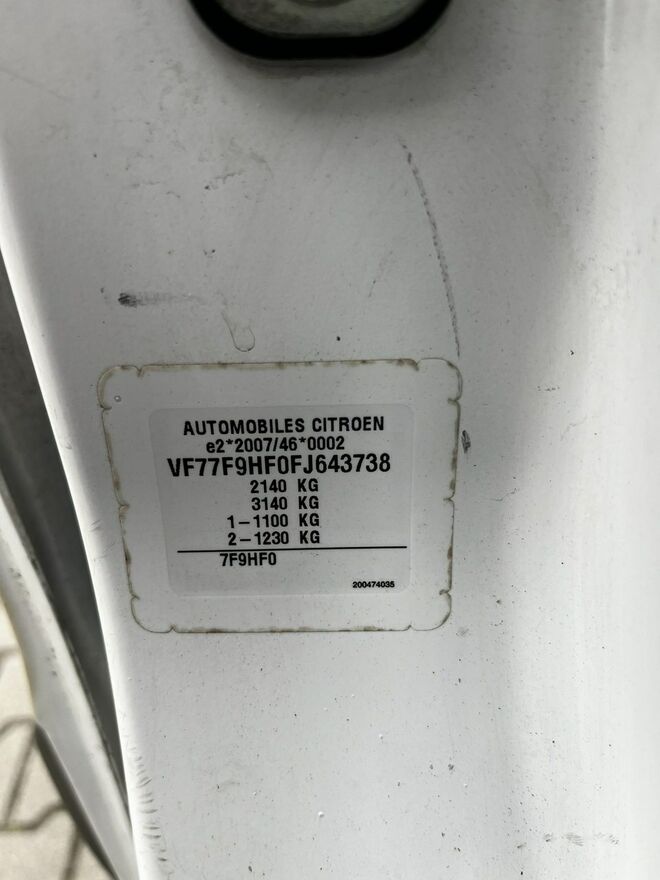 AUTOMOBILES CITROEN
e2*2007/46*0002
VF77F9HF0FJ643738
2140 KG
3140 KG
1-1100 KG
2-1230 KG
7F9HF0
200474035